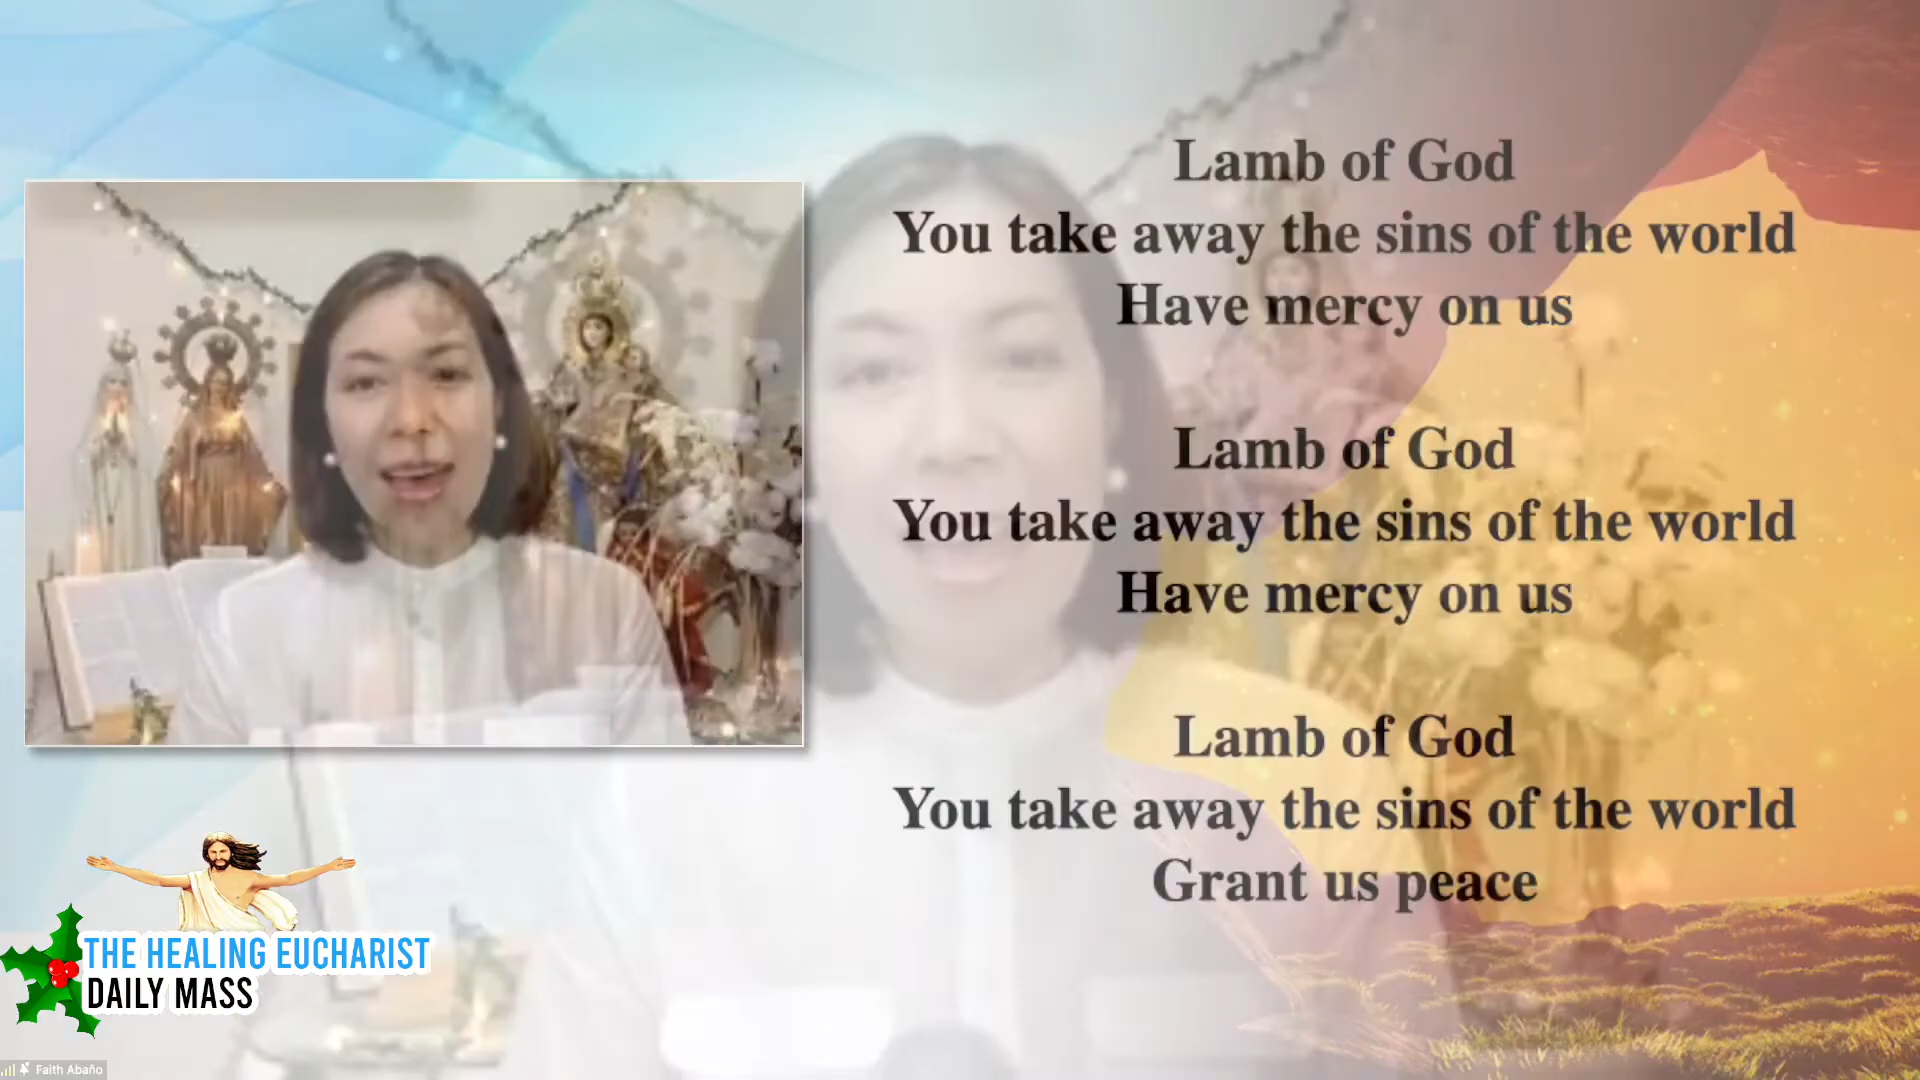 Lamb of God
You take away the sins of the world
Have mercy on us
Lamb of God
You take away the sins of the world
Have mercy on us
Lamb of God
You take away the sins of the world
Grant us peace
THE HEALING EUCHARIST
DAILY MASS
Faith Abaño